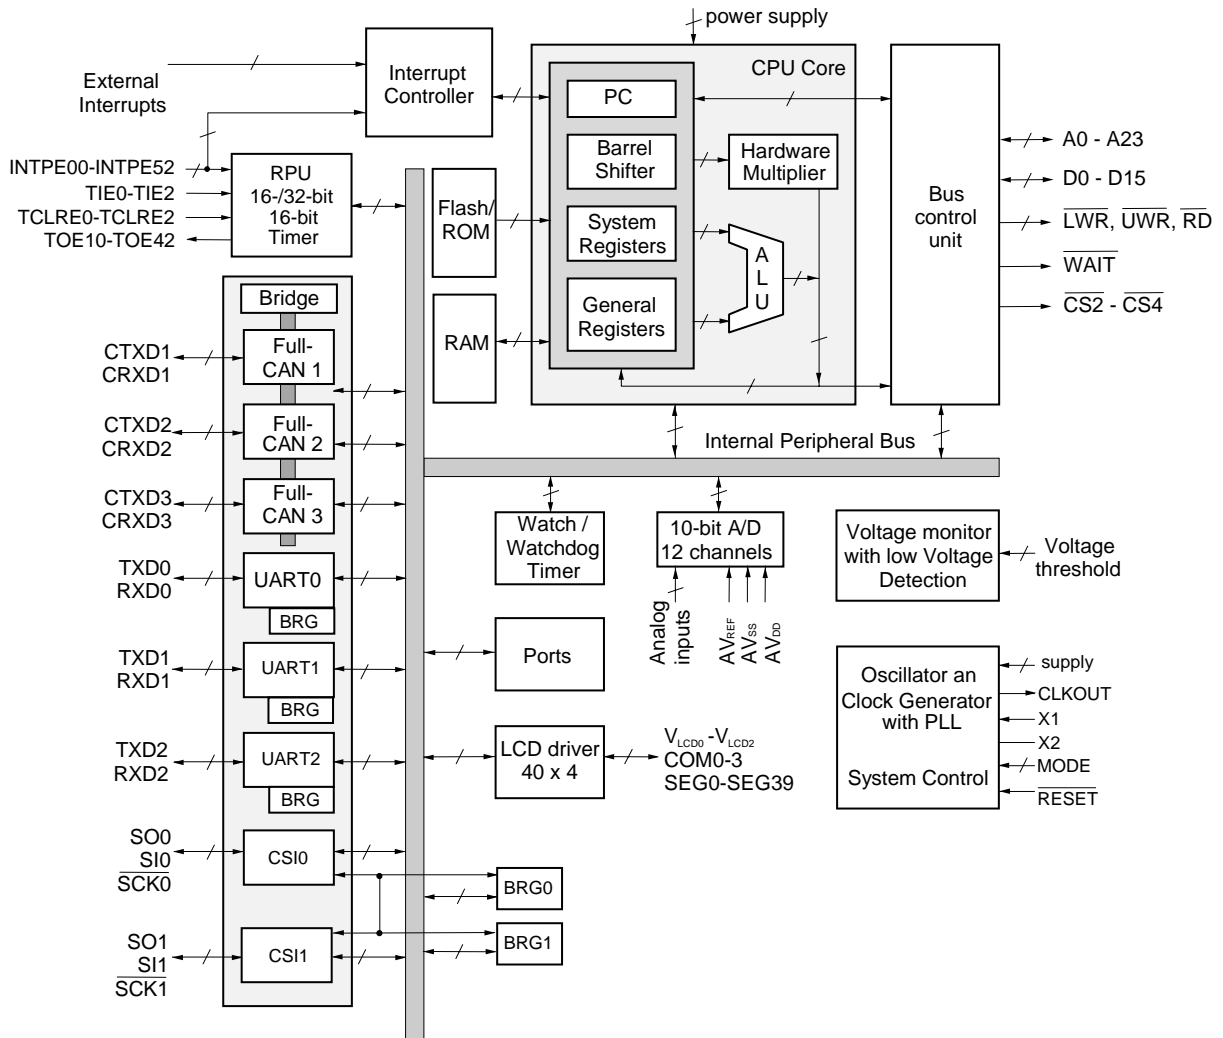 power supply
CPU Core
External
Interrupts
Interrupt
Controller
PC
Barrel
Shifter
System
Registers
General
Registers
Hardware
Multiplier
A
L
U
Bus
control
unit
A0 - A23
D0 - D15
LWR, UWR, RD
WAIT
CS2 - CS4
INTPE00-INTPE52
TIE0-TIE2
TCLRE0-TCLRE2
TOE10-TOE42
RPU
16-/32-bit
16-bit
Timer
Flash/
ROM
RAM
Bridge
CTXD1
CRXD1
Full-
CAN 1
CTXD2
CRXD2
Full-
CAN 2
CTXD3
CRXD3
Full-
CAN 3
Internal Peripheral Bus
TXD0
RXD0
UART0
BRG
TXD1
RXD1
UART1
BRG
TXD2
RXD2
UART2
BRG
SO0
SI0
SCK0
CSI0
SO1
SI1
SCK1
CSI1
Watch /
Watchdog
Timer
10-bit A/D
12 channels
Analog
inputs
AVREF
AVSS
AVDD
Voltage monitor
with low Voltage
Detection
Voltage
threshold
Ports
LCD driver
40 x 4
VLCD0 -VLCD2
COM0-3
SEG0-SEG39
Oscillator an
Clock Generator
with PLL
System Control
supply
CLKOUT
X1
X2
MODE
RESET
BRG0
BRG1